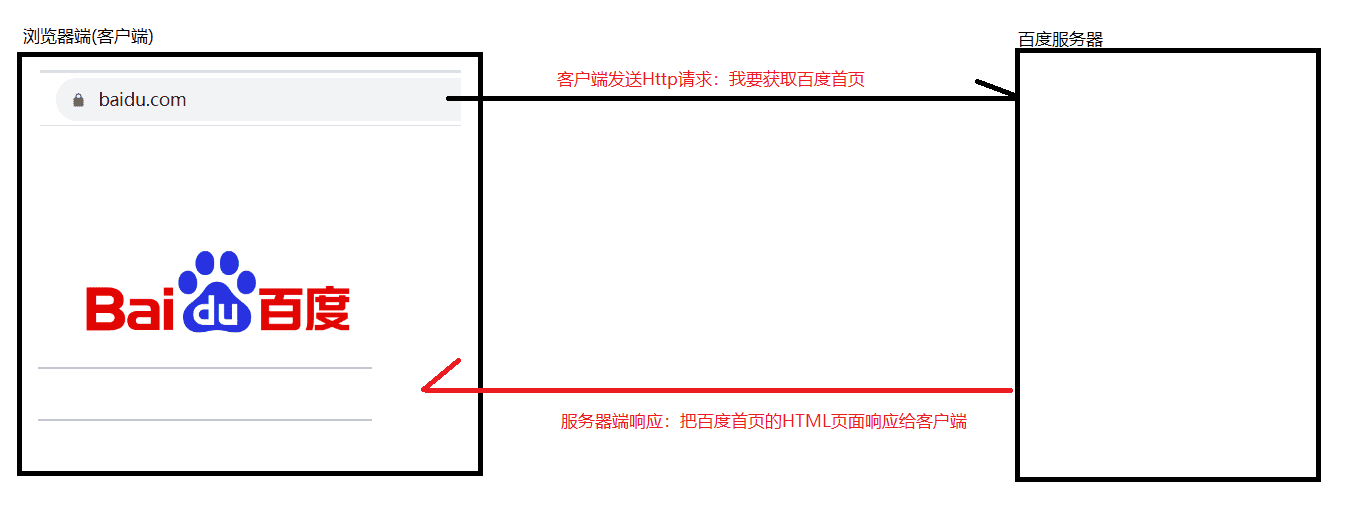 浏览器端(客户端)
百度服务器
客户端发送Http请求：我要获取百度首页
baidu.com
Bai du 百度
服务器端响应：把百度首页的HTML页面响应给客户端